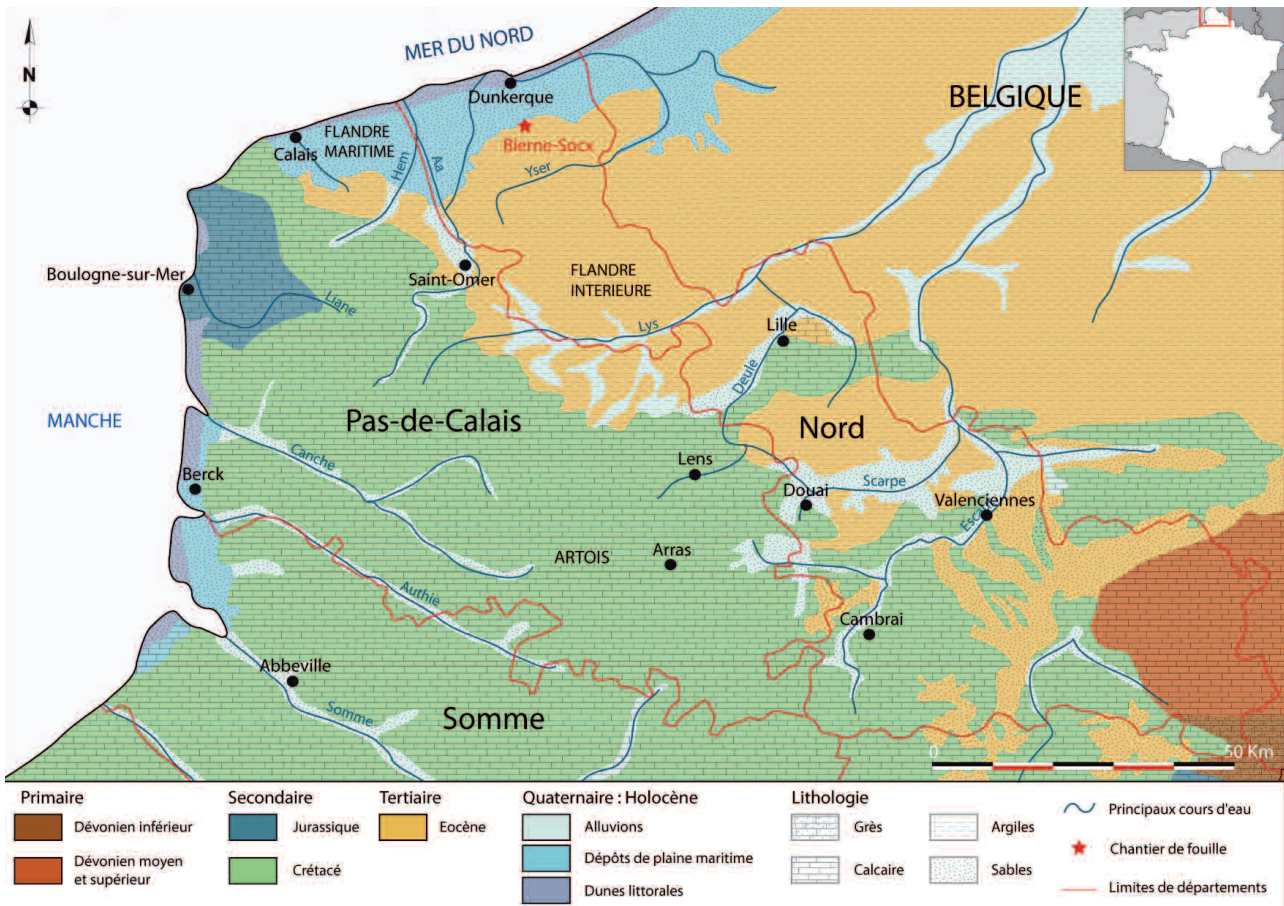 MER DU NORD
N
Dunkerque
BELGIQUE
FLANDRE
MARITIME
Calais
Bierne-Socx
Hem
Aa
Yser
Boulogne-sur-Mer
Liane
Saint-Omer
FLANDRE
INTERIEURE
Lys
Lille
Deule
MANCHE
Pas-de-Calais
Nord
Canche
Berck
Lens
Scarpe
Douai
Valenciennes
ARTOIS
Arras
Authie
Cambrai
Abbeville
Somme
Somme
0
50 Km
Primaire
Dévonien inférieur
Dévonien moyen
et supérieur
Secondaire
Jurassique
Crétacé
Tertiaire
Eocène
Quaternaire : Holocène
Alluvions
Dépôts de plaine maritime
Dunes littorales
Lithologie
Grès
Calcaire
Argiles
Sables
Principaux cours d'eau
Chantier de fouille
Limites de départements